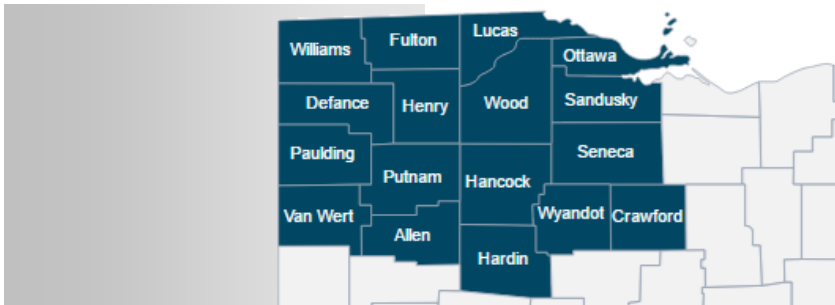 Williams
Fulton
Lucas
Ottawa
Defance
Henry
Wood
Sandusky
Paulding
Putnam
Hancock
Seneca
Van Wert
Allen
Wyandot
Crawford
Hardin